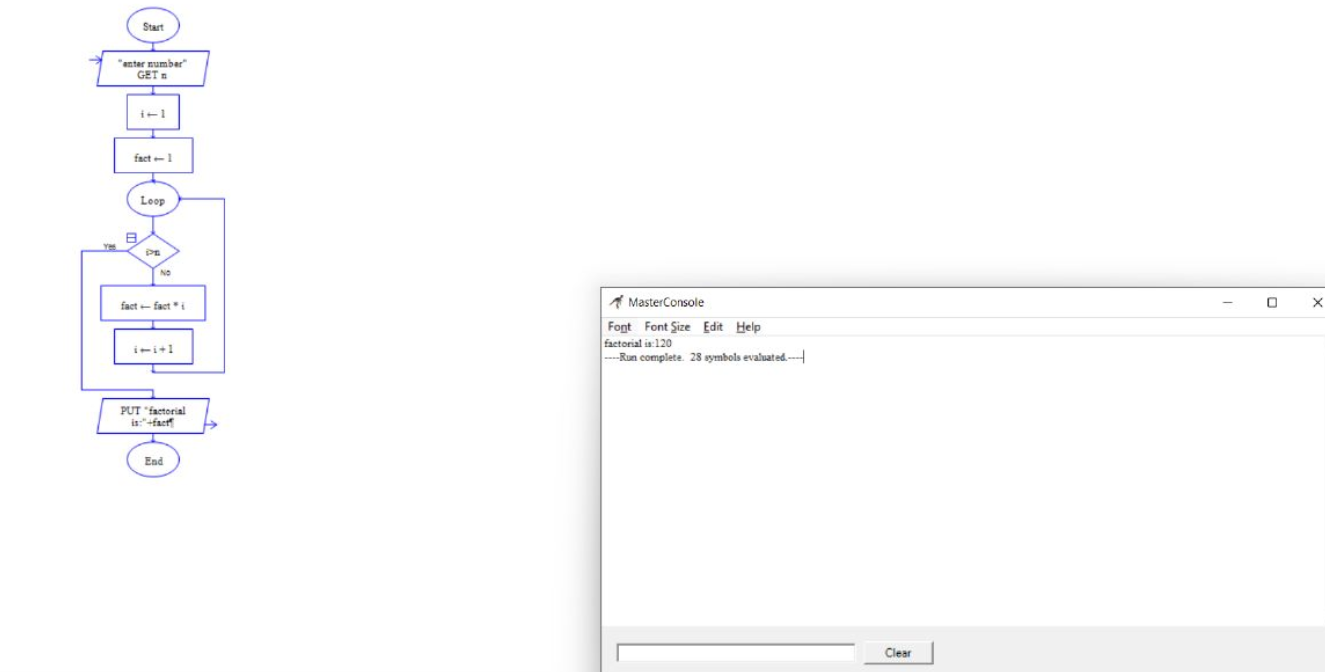 Start
"enter number"
GET n
i ← 1
fact ← 1
Loop
Yes
i>n
No
fact ← fact * i
i ← i + 1
PUT "factorial
is:"+fact¶
End
MasterConsole
Font Font Size Edit Help
factorial is:120
----Run complete. 28 symbols evaluated.----
Clear